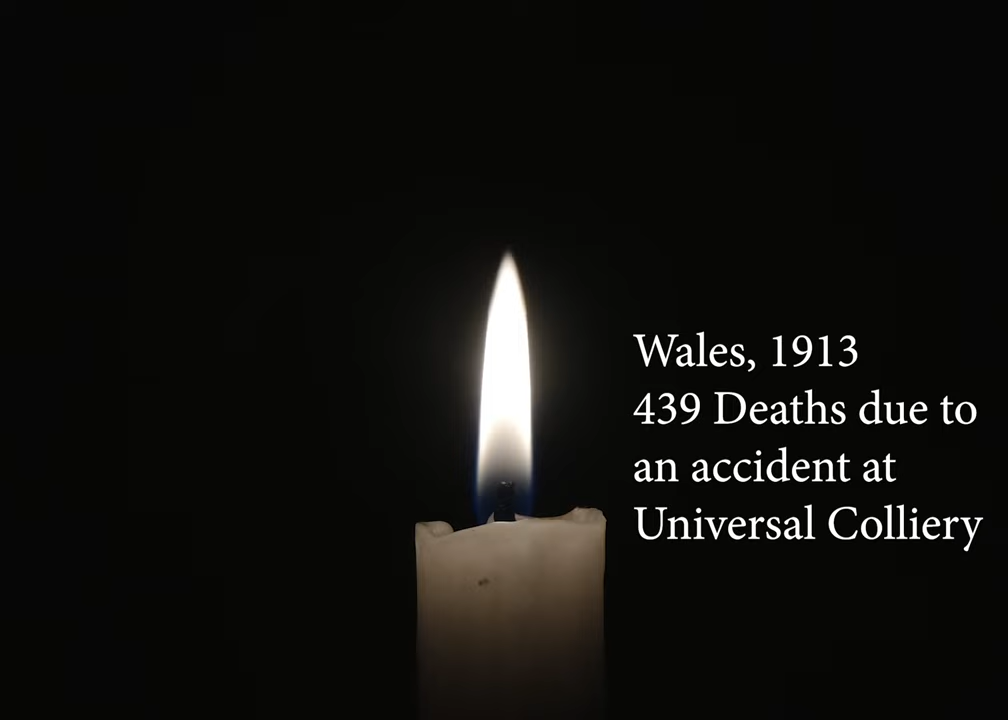 Wales, 1913
439 Deaths due to
an accident at
Universal Colliery